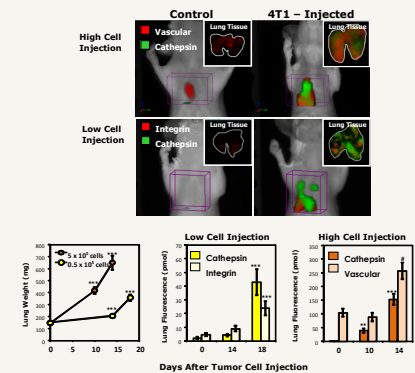 Control 4T1 – Injected
High Cell
Injection
Vascular
Cathepsin
Lung Tissue
Lung Tissue
Low Cell
Injection
Integrin
Cathepsin
Lung Tissue
Lung Tissue
Low Cell Injection
High Cell Injection
Lung Weight (mg)
800
700
600
500
400
300
200
100
0
5 x 10⁵ cells
0.5 x 10⁵ cells
***
***
***
***
0 5 10 15 20
Lung Fluorescence (pmol)
70
60
50
40
30
20
10
0
Cathepsin
Integrin
***
***
0 14 18
Lung Fluorescence (pmol)
350
300
250
200
150
100
50
0
Cathepsin
Vascular
**
***
#
0 10 14
Days After Tumor Cell Injection